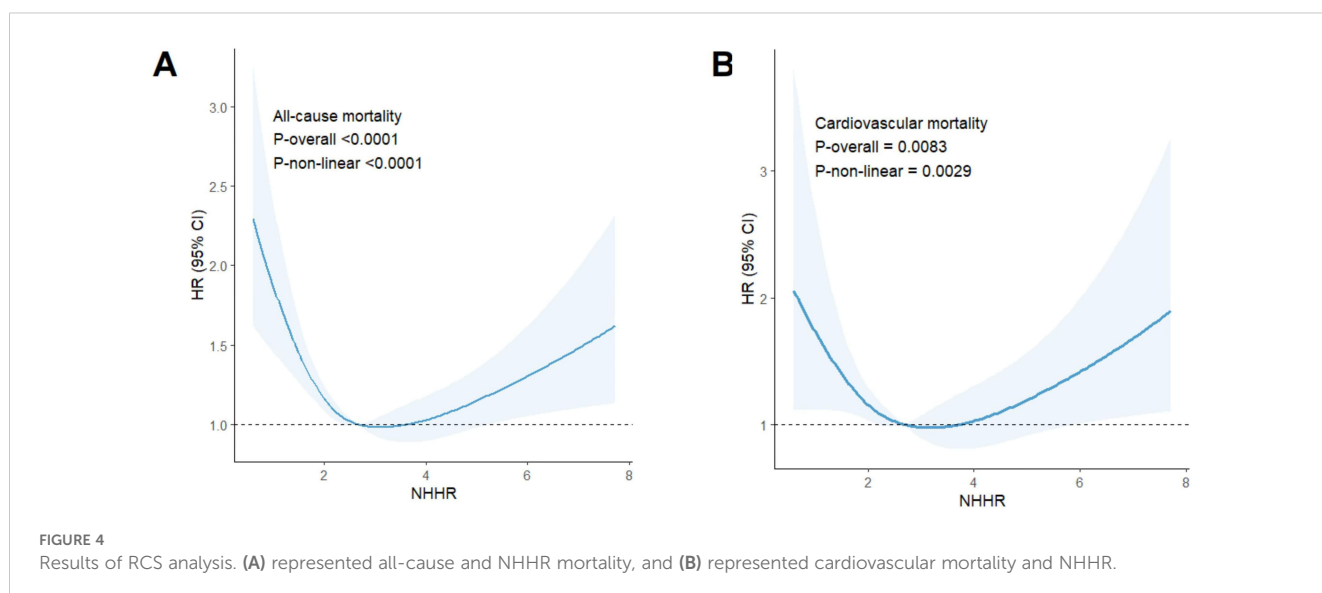 A
3.0
2.5
2.0
1.5
1.0
HR (95% CI)
All-cause mortality
P-overall <0.0001
P-non-linear <0.0001
2
4
6
8
NHHR
B
3
2
1
HR (95% CI)
Cardiovascular mortality
P-overall = 0.0083
P-non-linear = 0.0029
2
4
6
8
NHHR
FIGURE 4
Results of RCS analysis. (A) represented all-cause and NHHR mortality, and (B) represented cardiovascular mortality and NHHR.